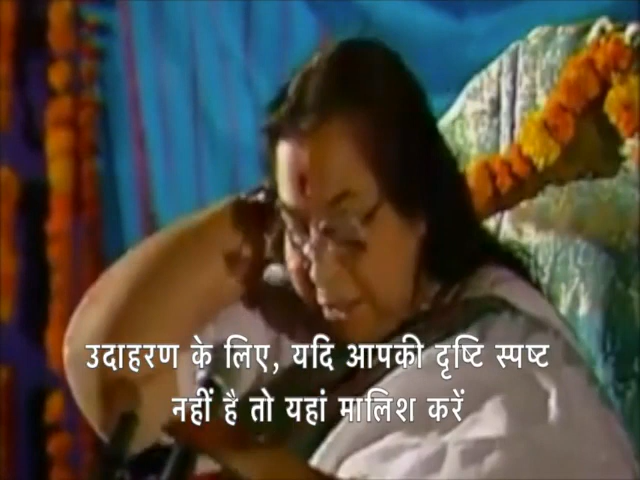 उदाहरण के लिए, यदि आपकी दृष्टि स्पष्ट
नहीं है तो यहां मालिश करें